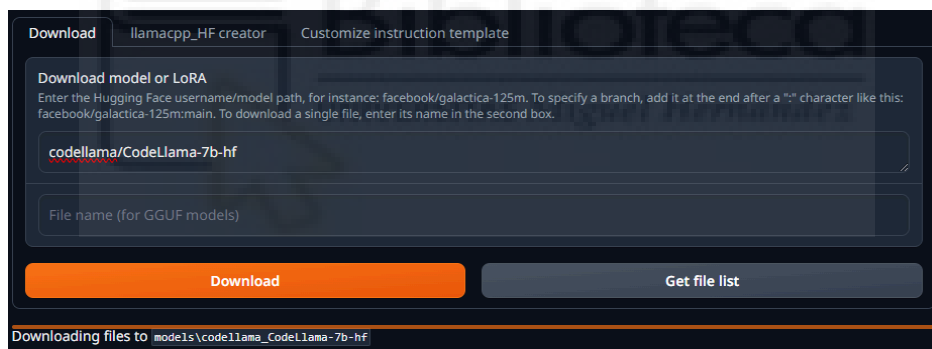 Biblioteca
Download llamacpp_HF creator Customize instruction template
Download model or LoRA
Enter the Hugging Face username/model path, for instance: facebook/galactica-125m. To specify a branch, add it at the end after a ":" character like this:
facebook/galactica-125m:main. To download a single file, enter its name in the second box.
codellama/CodeLlama-7b-hf
File name (for GGUF models)
Download Get file list
Downloading files to models\codellama_CodeLlama-7b-hf